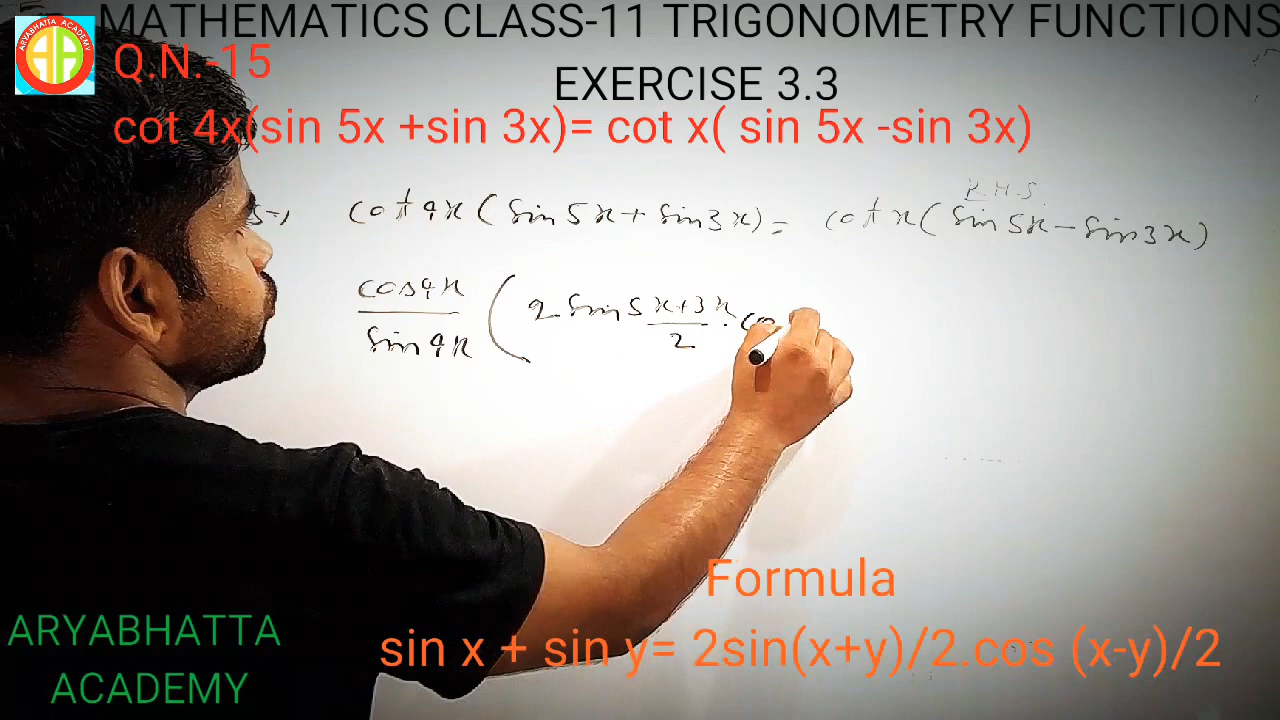 MATHEMATICS CLASS-11 TRIGONOMETRY FUNCTIONS
ARYABHATTA ACADEMY
Q.N.-15
EXERCISE 3.3
cot 4x(sin 5x +sin 3x)= cot x( sin 5x -sin 3x)
R.H.S.
cot 4x (sin 5x + sin 3x) = cot x (sin 5x - sin 3x)
cos 4x / sin 4x ( 2 sin 5x+3x / 2 . co
Formula
sin x + sin y= 2sin(x+y)/2.cos (x-y)/2
ARYABHATTA
ACADEMY